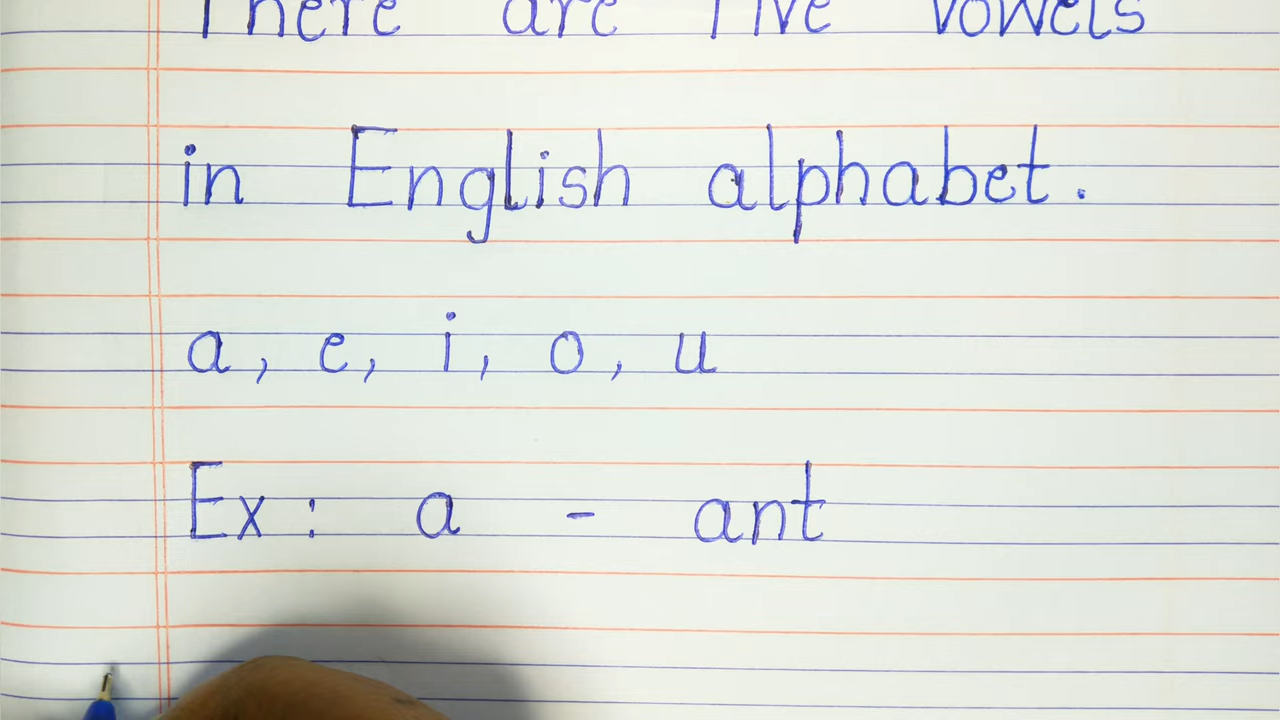 There are five vowels
in English alphabet.
a, e, i, o, u
Ex: a - ant